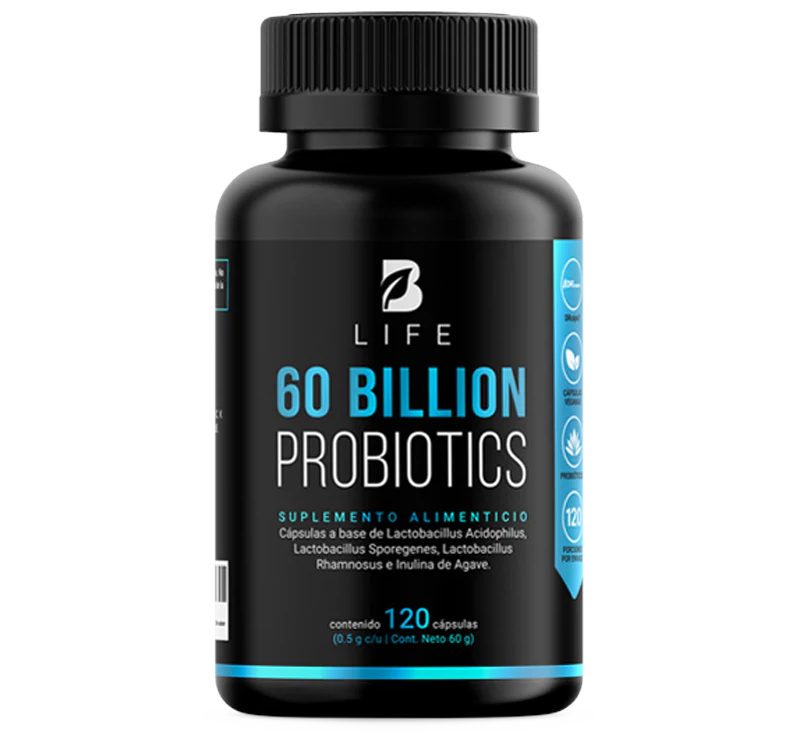 B
LIFE
60 BILLION
PROBIOTICS
SUPLEMENTO ALIMENTICIO
Cápsulas a base de Lactobacillus Acidophilus,
Lactobacillus Sporegenes, Lactobacillus
Rhamnosus e Inulina de Agave.
contenido 120 cápsulas
(0.5 g c/u | Cont. Neto 60 g)
120